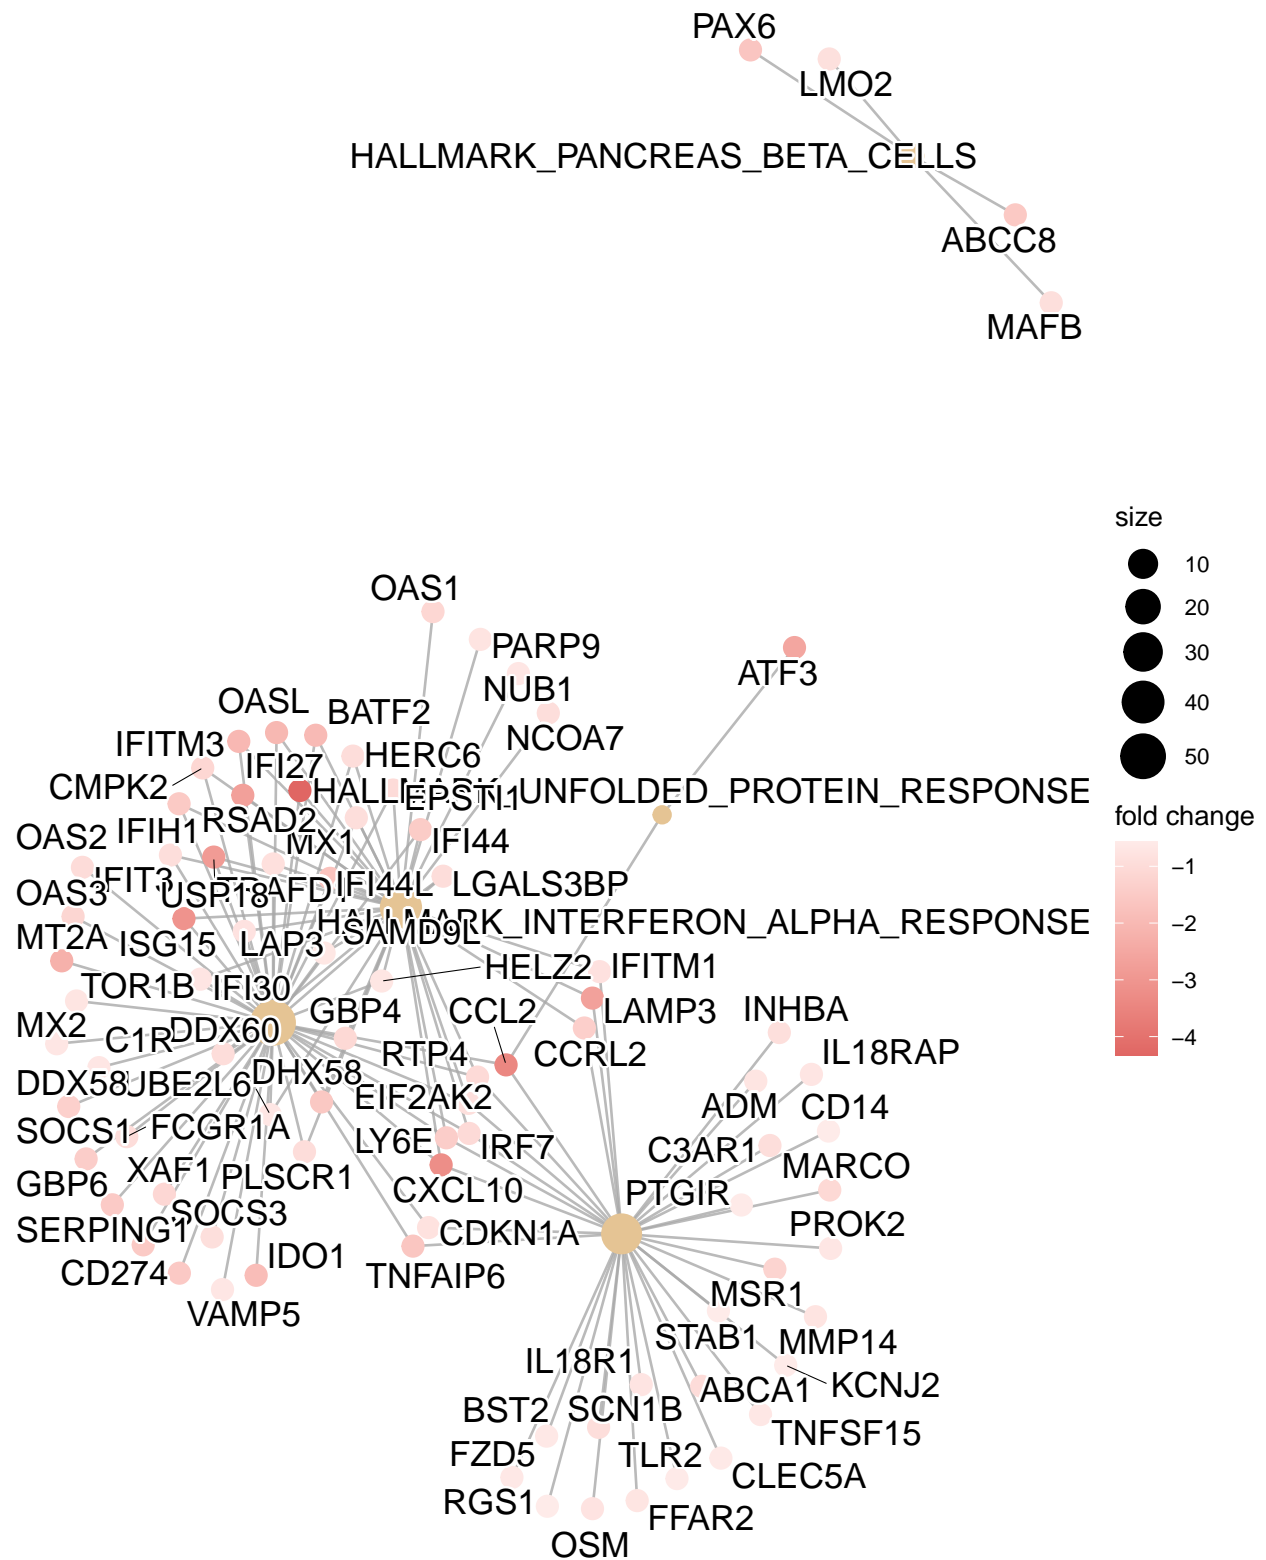 PAX6
LMO2
HALLMARK_PANCREAS_BETA_CELLS
ABCC8
MAFB
size
10
20
30
40
50
fold change
−1
−2
−3
−4
OAS1
PARP9
ATF3
NUB1
OASL
BATF2
NCOA7
IFITM3
HERC6
IFI27
CMPK2
EPSTI1
UNFOLDED_PROTEIN_RESPONSE
RSAD2
IFIH1
OAS2
MX1
IFI44
IFIT3
IFI44L
LGALS3BP
OAS3
USP18
HALLMARK_INTERFERON_ALPHA_RESPONSE
SAMD9L
MT2A
ISG15
LAP3
HELZ2
IFITM1
TOR1B
IFI30
GBP4
CCL2
LAMP3
INHBA
MX2
C1R
DDX60
RTP4
CCRL2
IL18RAP
DDX58
UBE2L6
DHX58
EIF2AK2
ADM
CD14
SOCS1
FCGR1A
LY6E
IRF7
C3AR1
MARCO
GBP6
XAF1
PLSCR1
CXCL10
PTGIR
SERPING1
SOCS3
CDKN1A
PROK2
CD274
IDO1
TNFAIP6
VAMP5
MSR1
STAB1
MMP14
IL18R1
ABCA1
KCNJ2
BST2
SCN1B
TNFSF15
FZD5
TLR2
CLEC5A
RGS1
FFAR2
OSM